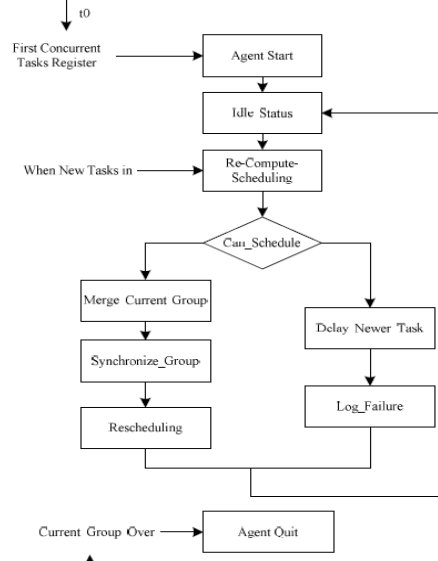 t0
First Concurrent
Tasks Register
Agent Start
Idle Status
When New Tasks in
Re-Compute-
Scheduling
Can_Schedule
Merge Current Group
Delay Newer Task
Synchronize_Group
Log_Failure
Rescheduling
Current Group Over
Agent Quit